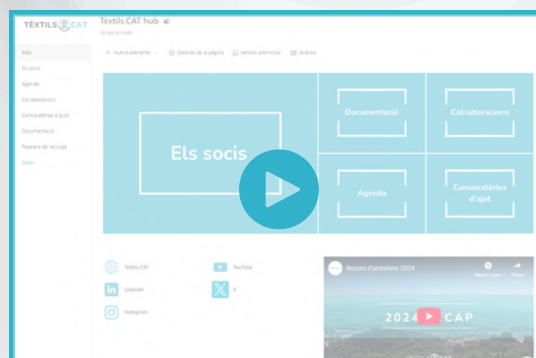 TÈXTILS.CAT
Tèxtils.CAT hub
Grupo privado
Inici
Els socis
Agenda
Col·laboracions
Convocatòries d'ajuts
Documentació
Papelera de reciclaje
Editar
+ Nuevo elemento
Detalles de la página
Versión preliminar
Análisis
Els socis
Documentació
Col·laboracions
Agenda
Convocatòries
d'ajut
Tèxtils.CAT
YouTube
LinkedIn
X
Instagram
Resum d'activitats 2024
Watch Later
Share
2024
CAP